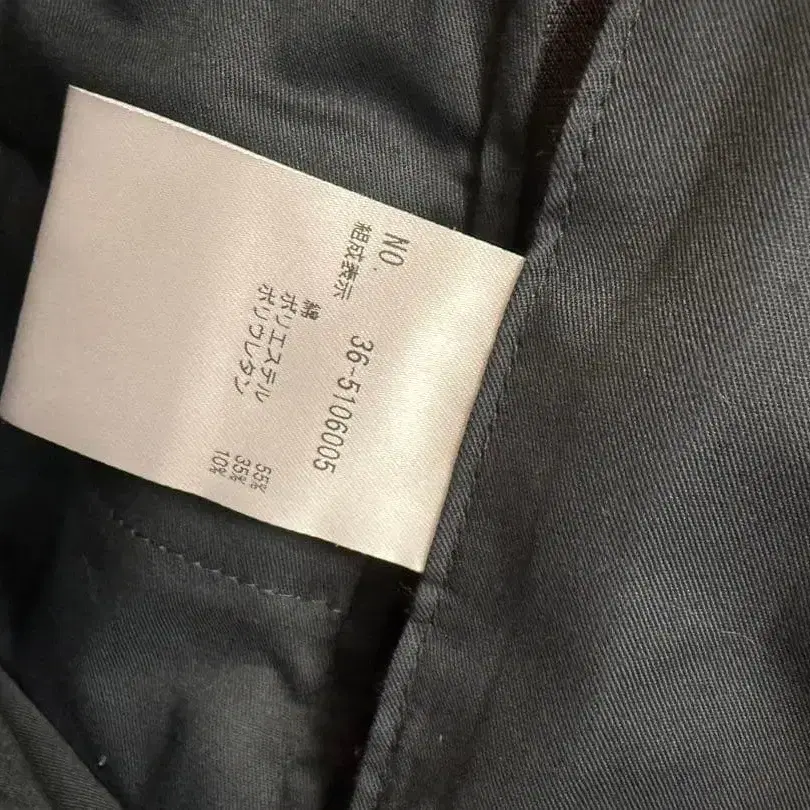 NO. 36-5106005
組成表示
綿 55%
ポリエステル 35%
ポリウレタン 10%